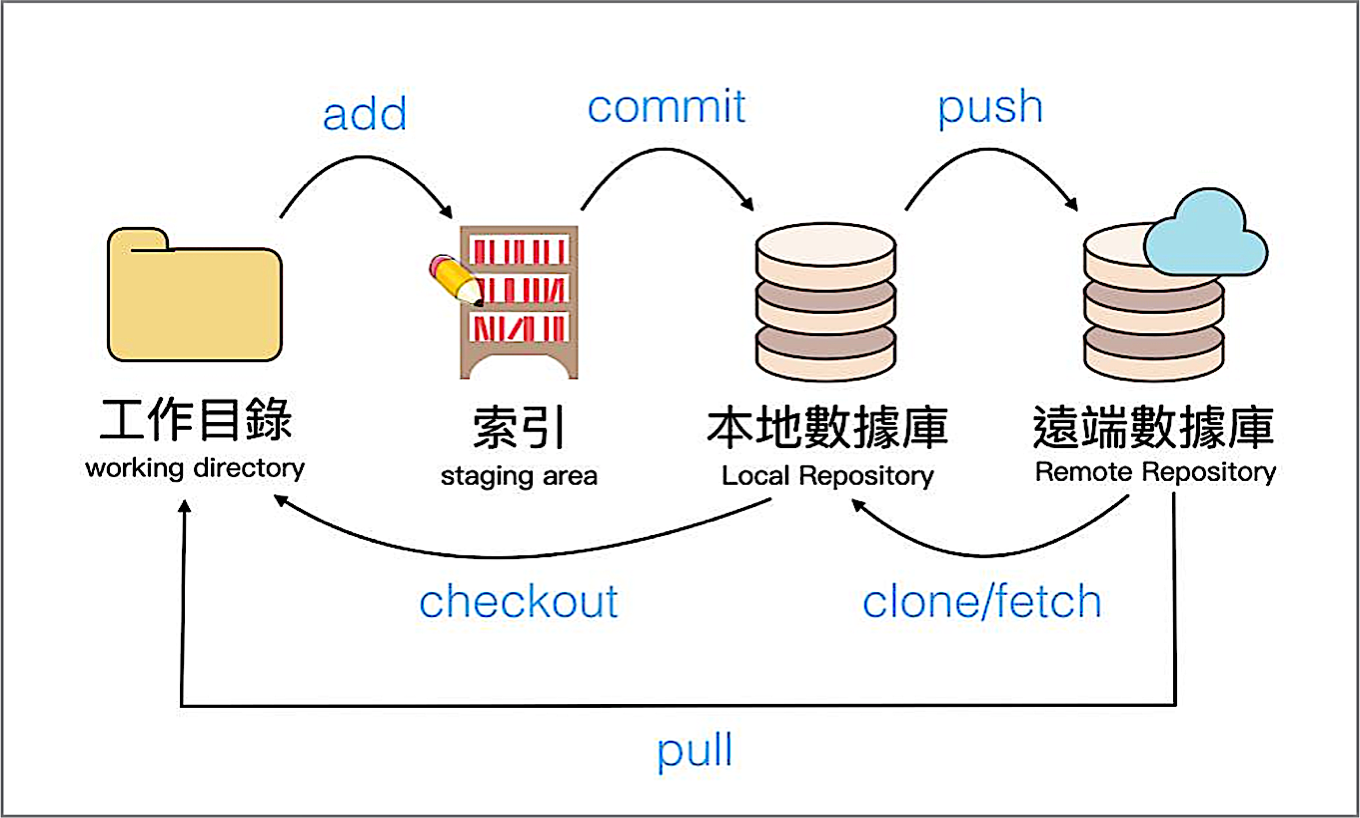 add
commit
push
工作目錄
working directory
索引
staging area
本地數據庫
Local Repository
遠端數據庫
Remote Repository
checkout
clone/fetch
pull